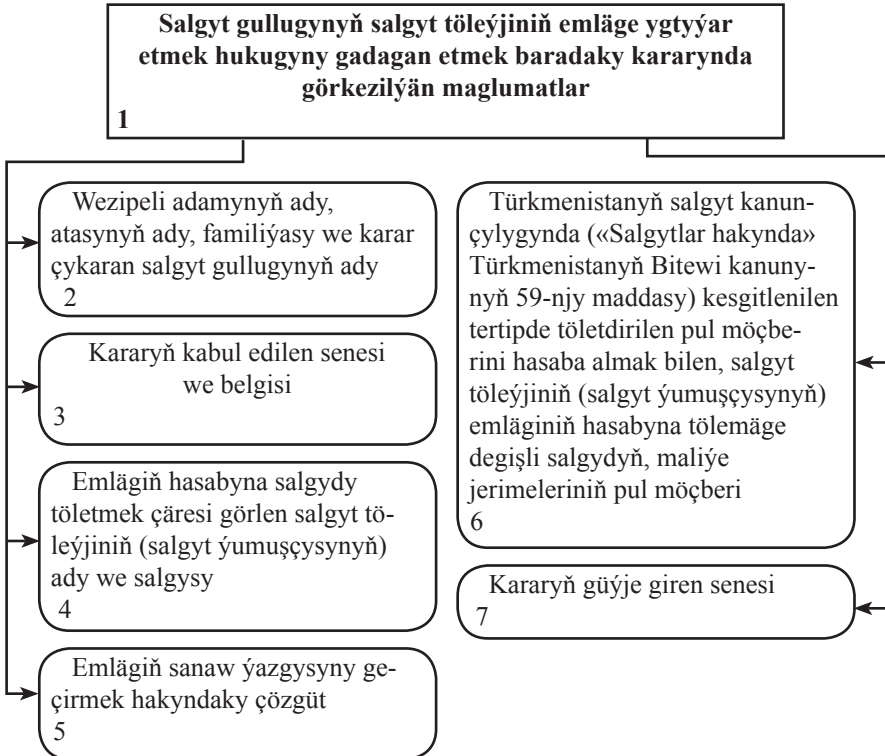 Salgyt gullugynyň salgyt töleýjiniň emläge ygtyýar
etmek hukugyny gadagan etmek baradaky kararynda
görkezilýän maglumatlar
1
Wezipeli adamynyň ady,
atasynyň ady, familiýasy we karar
çykaran salgyt gullugynyň ady
2
Kararyň kabul edilen senesi
we belgisi
3
Emlägiň hasabyna salgydy
töletmek çäresi görlen salgyt tö-
leýjiniň (salgyt ýumuşçysynyň)
ady we salgysy
4
Emlägiň sanaw ýazgysyny ge-
çirmek hakyndaky çözgüt
5
Türkmenistanyň salgyt kanun-
çylygynda («Salgytlar hakynda»
Türkmenistanyň Bitewi kanuny-
nyň 59-njy maddasy) kesgitlenilen
tertipde töletdirilen pul möçbe-
rini hasaba almak bilen, salgyt
töleýjiniň (salgyt ýumuşçysynyň)
emläginiň hasabyna tölemäge
degişli salgydyň, maliýe
jerimeleriniň pul möçberi
6
Kararyň güýje giren senesi
7